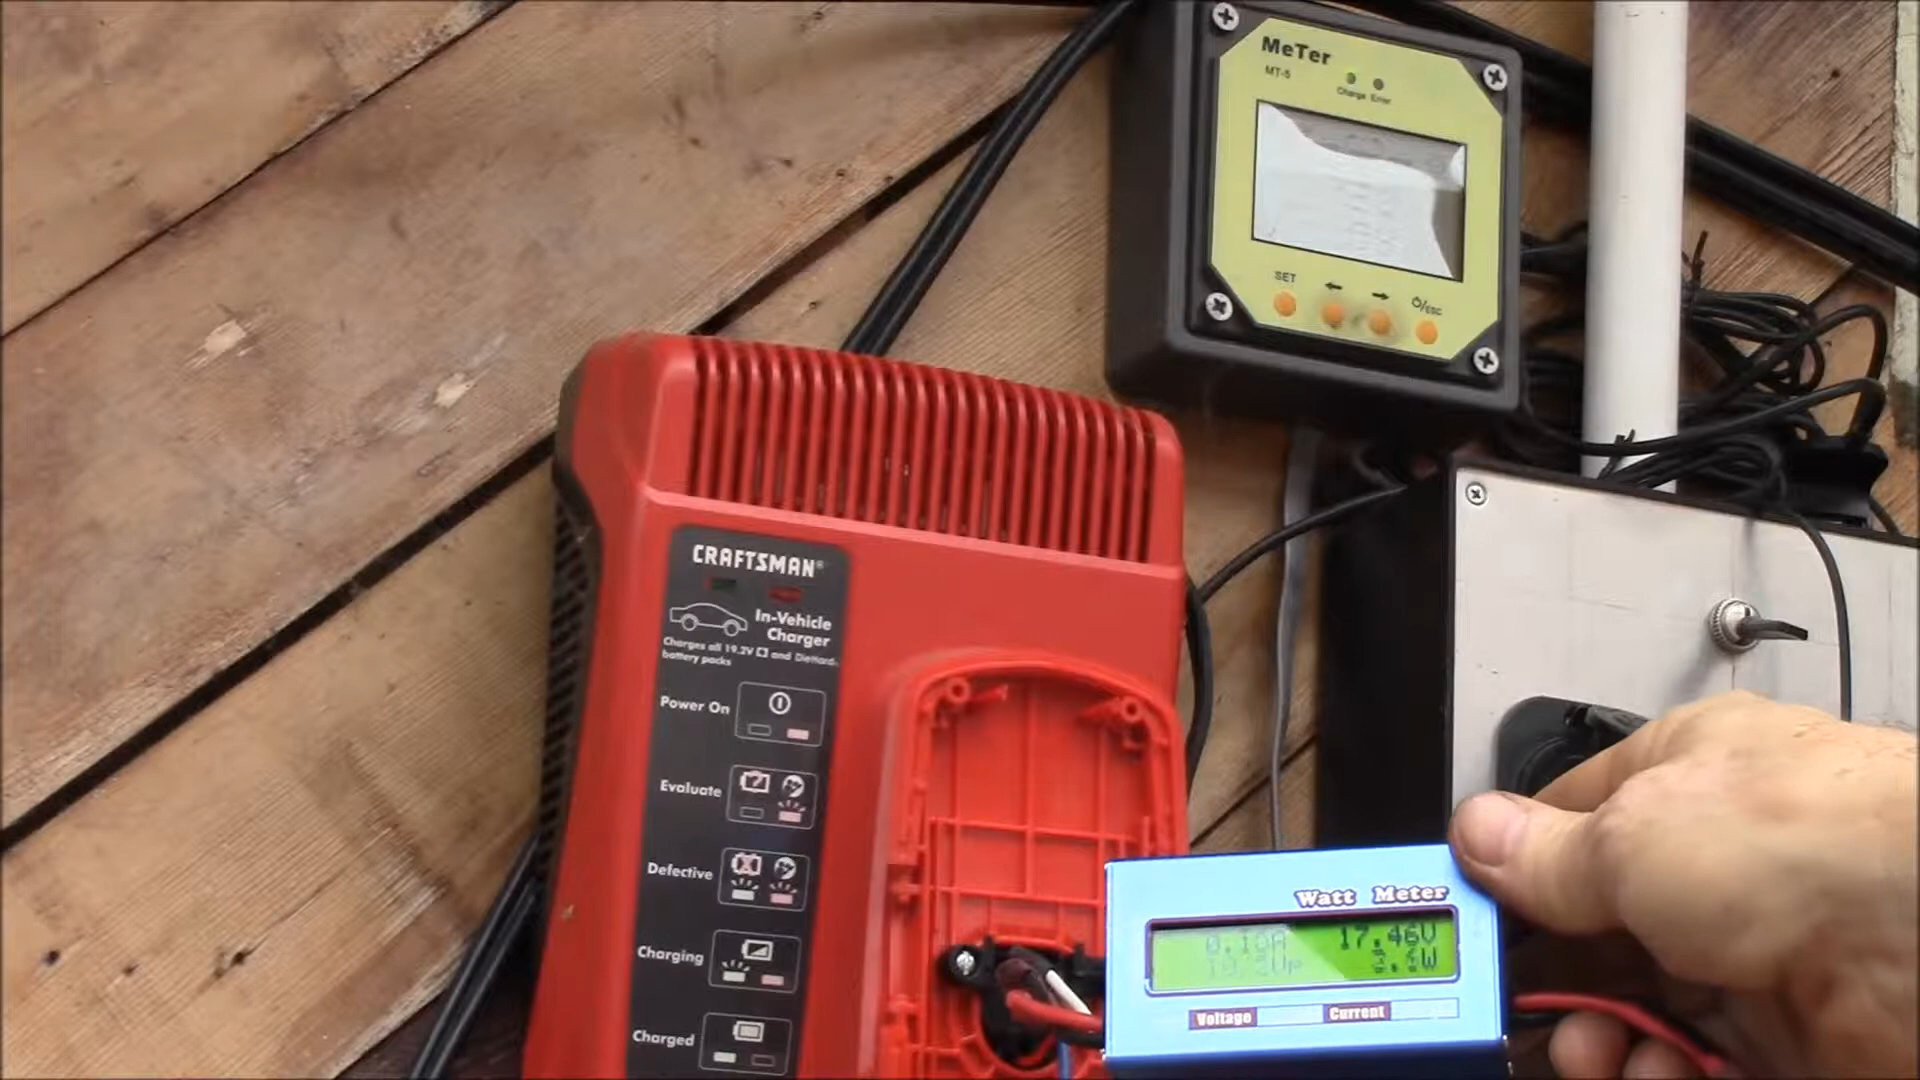 MeTer
MT-5
Charge Error
SET
/ESC
CRAFTSMAN®
In-Vehicle
Charger
Charges all 19.2V and DieHard
battery packs
Power On
Evaluate
Defective
Charging
Charged
Watt Meter
17.46V
W
Voltage
Current